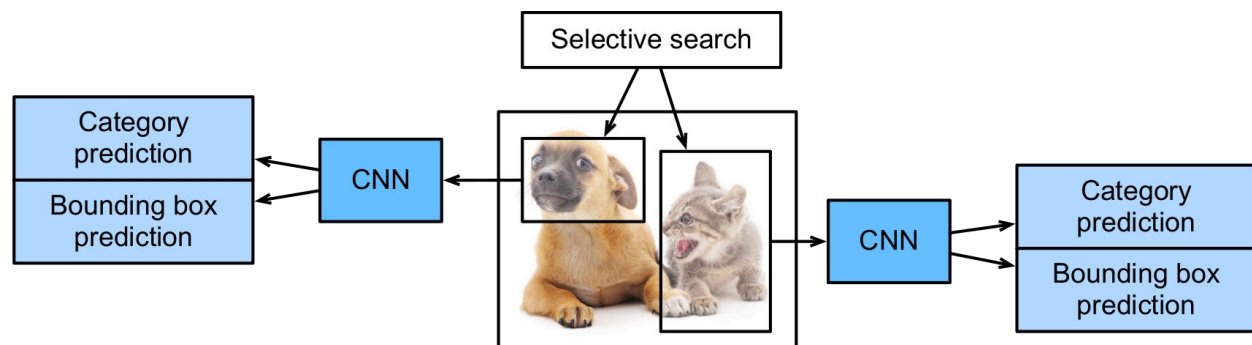 Selective search
Category
prediction
Bounding box
prediction
CNN
CNN
Category
prediction
Bounding box
prediction